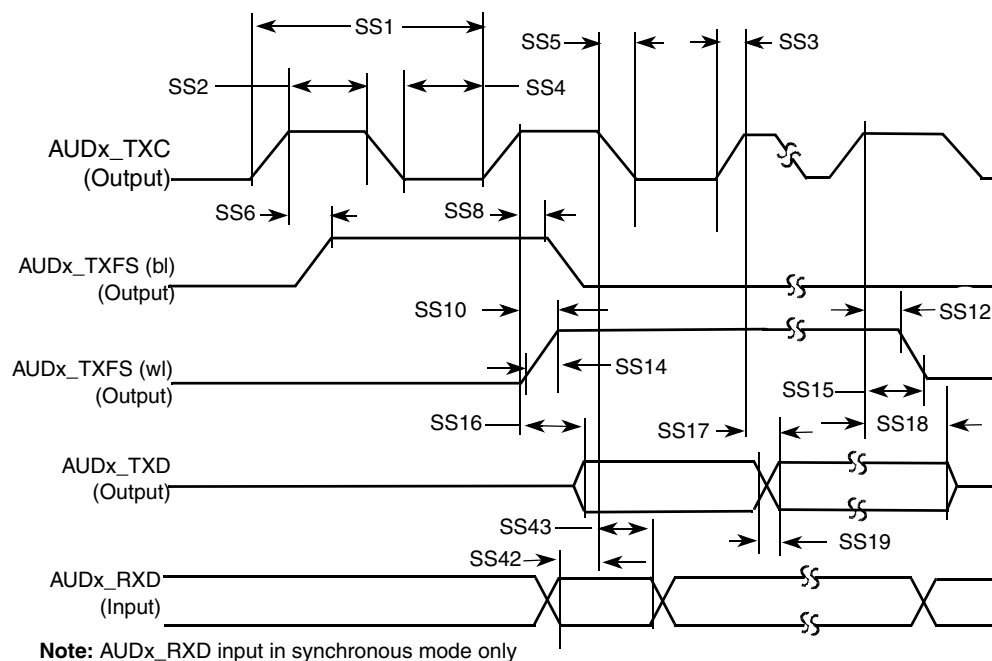 SS1
SS5
SS3
SS2
SS4
AUDx_TXC
(Output)
SS6
SS8
AUDx_TXFS (bl)
(Output)
SS10
SS12
AUDx_TXFS (wl)
(Output)
SS14
SS15
SS16
SS17
SS18
AUDx_TXD
(Output)
SS43
SS19
SS42
AUDx_RXD
(Input)
Note: AUDx_RXD input in synchronous mode only